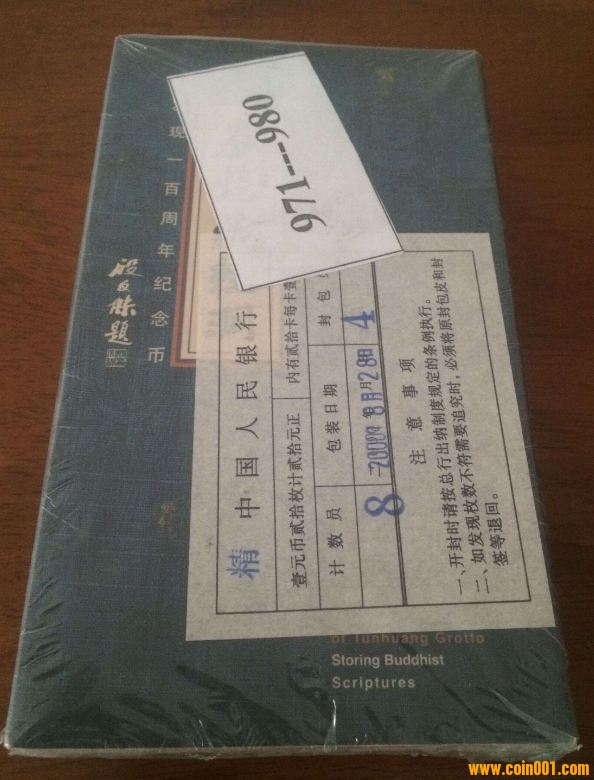 971---980
现一百周年纪念币
段文杰题
精 中国人民银行
壹元币贰拾枚计贰拾元正 内有贰拾卡每卡壹
计数员 包装日期 封包
8 2000年8月28日 4
注意事项
一、开封时请按总行出纳制度规定的条例执行。
二、如发现枚数不符需要追究时,必须将原封包皮和封
签等退回。
of Tunhuang Grotto
Storing Buddhist
Scriptures
www.coin001.com